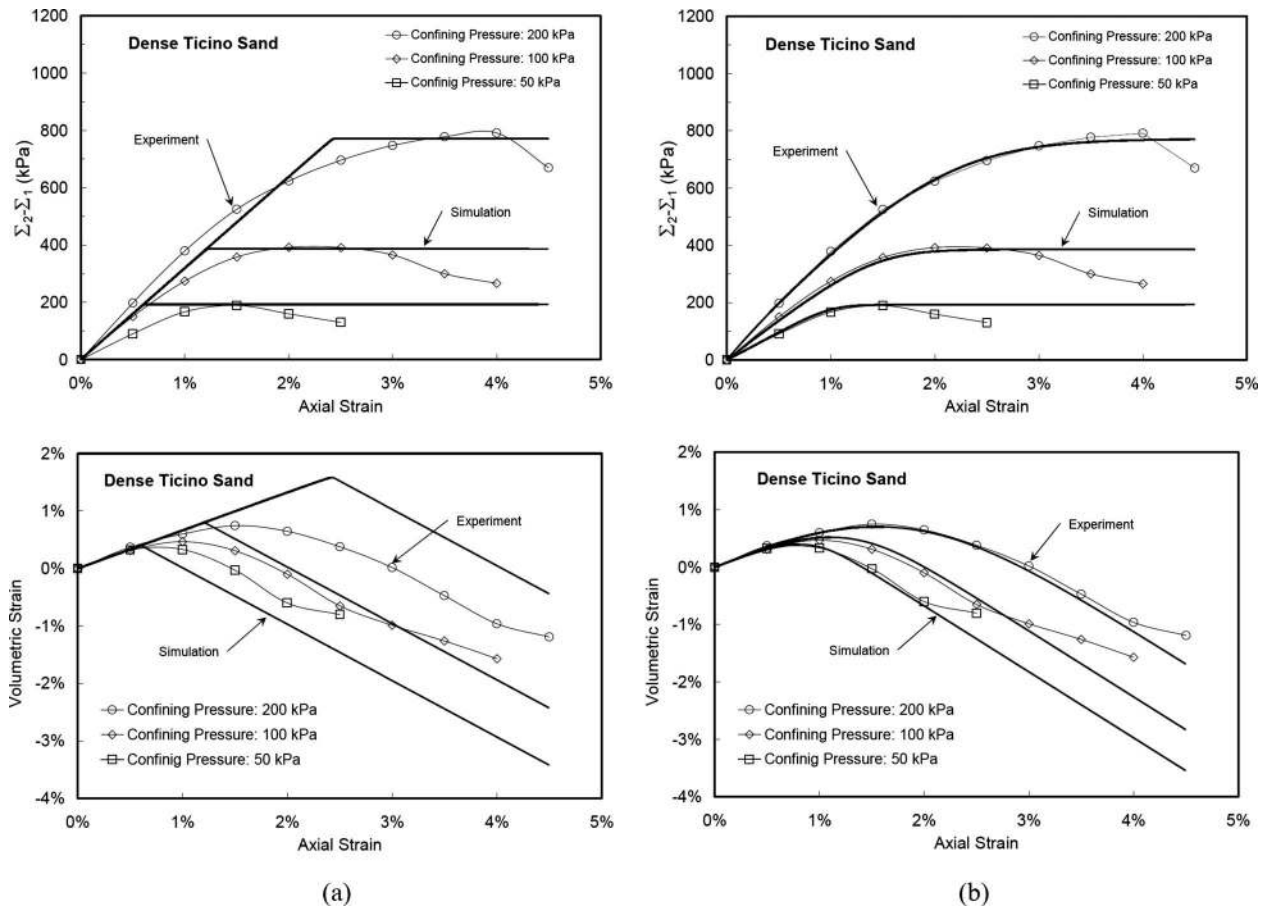 1200
1000
800
600
400
200
0
Σ₂-Σ₁ (kPa)
Dense Ticino Sand
Confining Pressure: 200 kPa
Confining Pressure: 100 kPa
Confinig Pressure: 50 kPa
Experiment
Simulation
0% 1% 2% 3% 4% 5%
Axial Strain
1200
1000
800
600
400
200
0
Σ₂-Σ₁ (kPa)
Dense Ticino Sand
Confining Pressure: 200 kPa
Confining Pressure: 100 kPa
Confinig Pressure: 50 kPa
Experiment
Simulation
0% 1% 2% 3% 4% 5%
Axial Strain
2%
1%
0%
-1%
-2%
-3%
-4%
Volumetric Strain
Dense Ticino Sand
Experiment
Simulation
Confining Pressure: 200 kPa
Confining Pressure: 100 kPa
Confinig Pressure: 50 kPa
0% 1% 2% 3% 4% 5%
Axial Strain
2%
1%
0%
-1%
-2%
-3%
-4%
Volumetric Strain
Dense Ticino Sand
Experiment
Simulation
Confining Pressure: 200 kPa
Confining Pressure: 100 kPa
Confinig Pressure: 50 kPa
0% 1% 2% 3% 4% 5%
Axial Strain
(a)
(b)